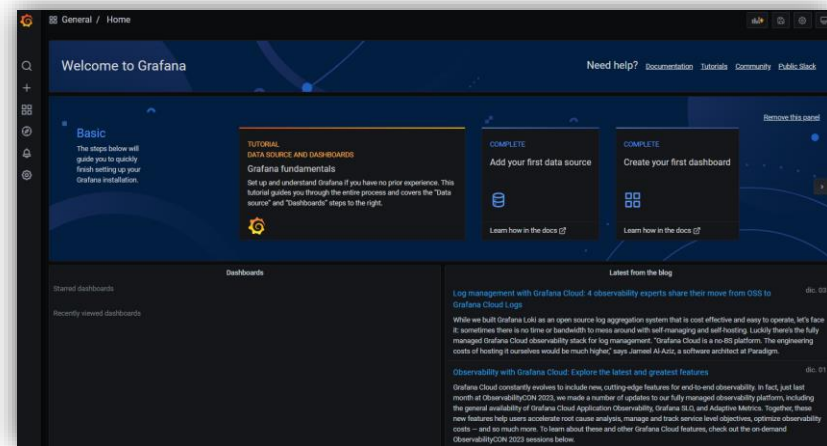 General / Home
Welcome to Grafana
Need help? Documentation Tutorials Community Public Slack
Remove this panel
Basic
The steps below will
guide you to quickly
finish setting up your
Grafana installation.
TUTORIAL
DATA SOURCE AND DASHBOARDS
Grafana fundamentals
Set up and understand Grafana if you have no prior experience. This
tutorial guides you through the entire process and covers the "Data
source" and "Dashboards" steps to the right.
COMPLETE
Add your first data source
Learn how in the docs
COMPLETE
Create your first dashboard
Learn how in the docs
Dashboards
Starred dashboards
Recently viewed dashboards
Latest from the blog
Log management with Grafana Cloud: 4 observability experts share their move from OSS to
Grafana Cloud Logs
dic. 03
While we built Grafana Loki as an open source log aggregation system that is cost effective and easy to operate, let's face
it: sometimes there is no time or bandwidth to mess around with self-managing and self-hosting. Luckily there's the fully
managed Grafana Cloud observability stack for log management. "Grafana Cloud is a no-BS platform. The engineering
costs of hosting it ourselves would be much higher," says Jameel Al-Aziz, a software architect at Paradigm.
Observability with Grafana Cloud: Explore the latest and greatest features
dic. 01
Grafana Cloud constantly evolves to include new, cutting-edge features for end-to-end observability. In fact, just last
month at ObservabilityCON 2023, we made a number of updates to our fully managed observability platform, including
the general availability of Grafana Cloud Application Observability, Grafana SLO, and Adaptive Metrics. Together, these
new features help users accelerate root cause analysis, manage and track service level objectives, optimize observability
costs — and so much more. To learn about these and other Grafana Cloud features, check out the on-demand
ObservabilityCON 2023 sessions below.